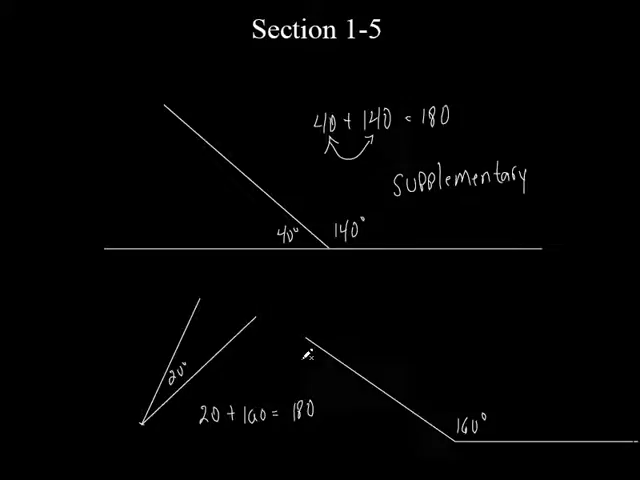 Section 1-5
40 + 140 = 180
supplementary
40° 140°
20°
20 + 160 = 180
160°